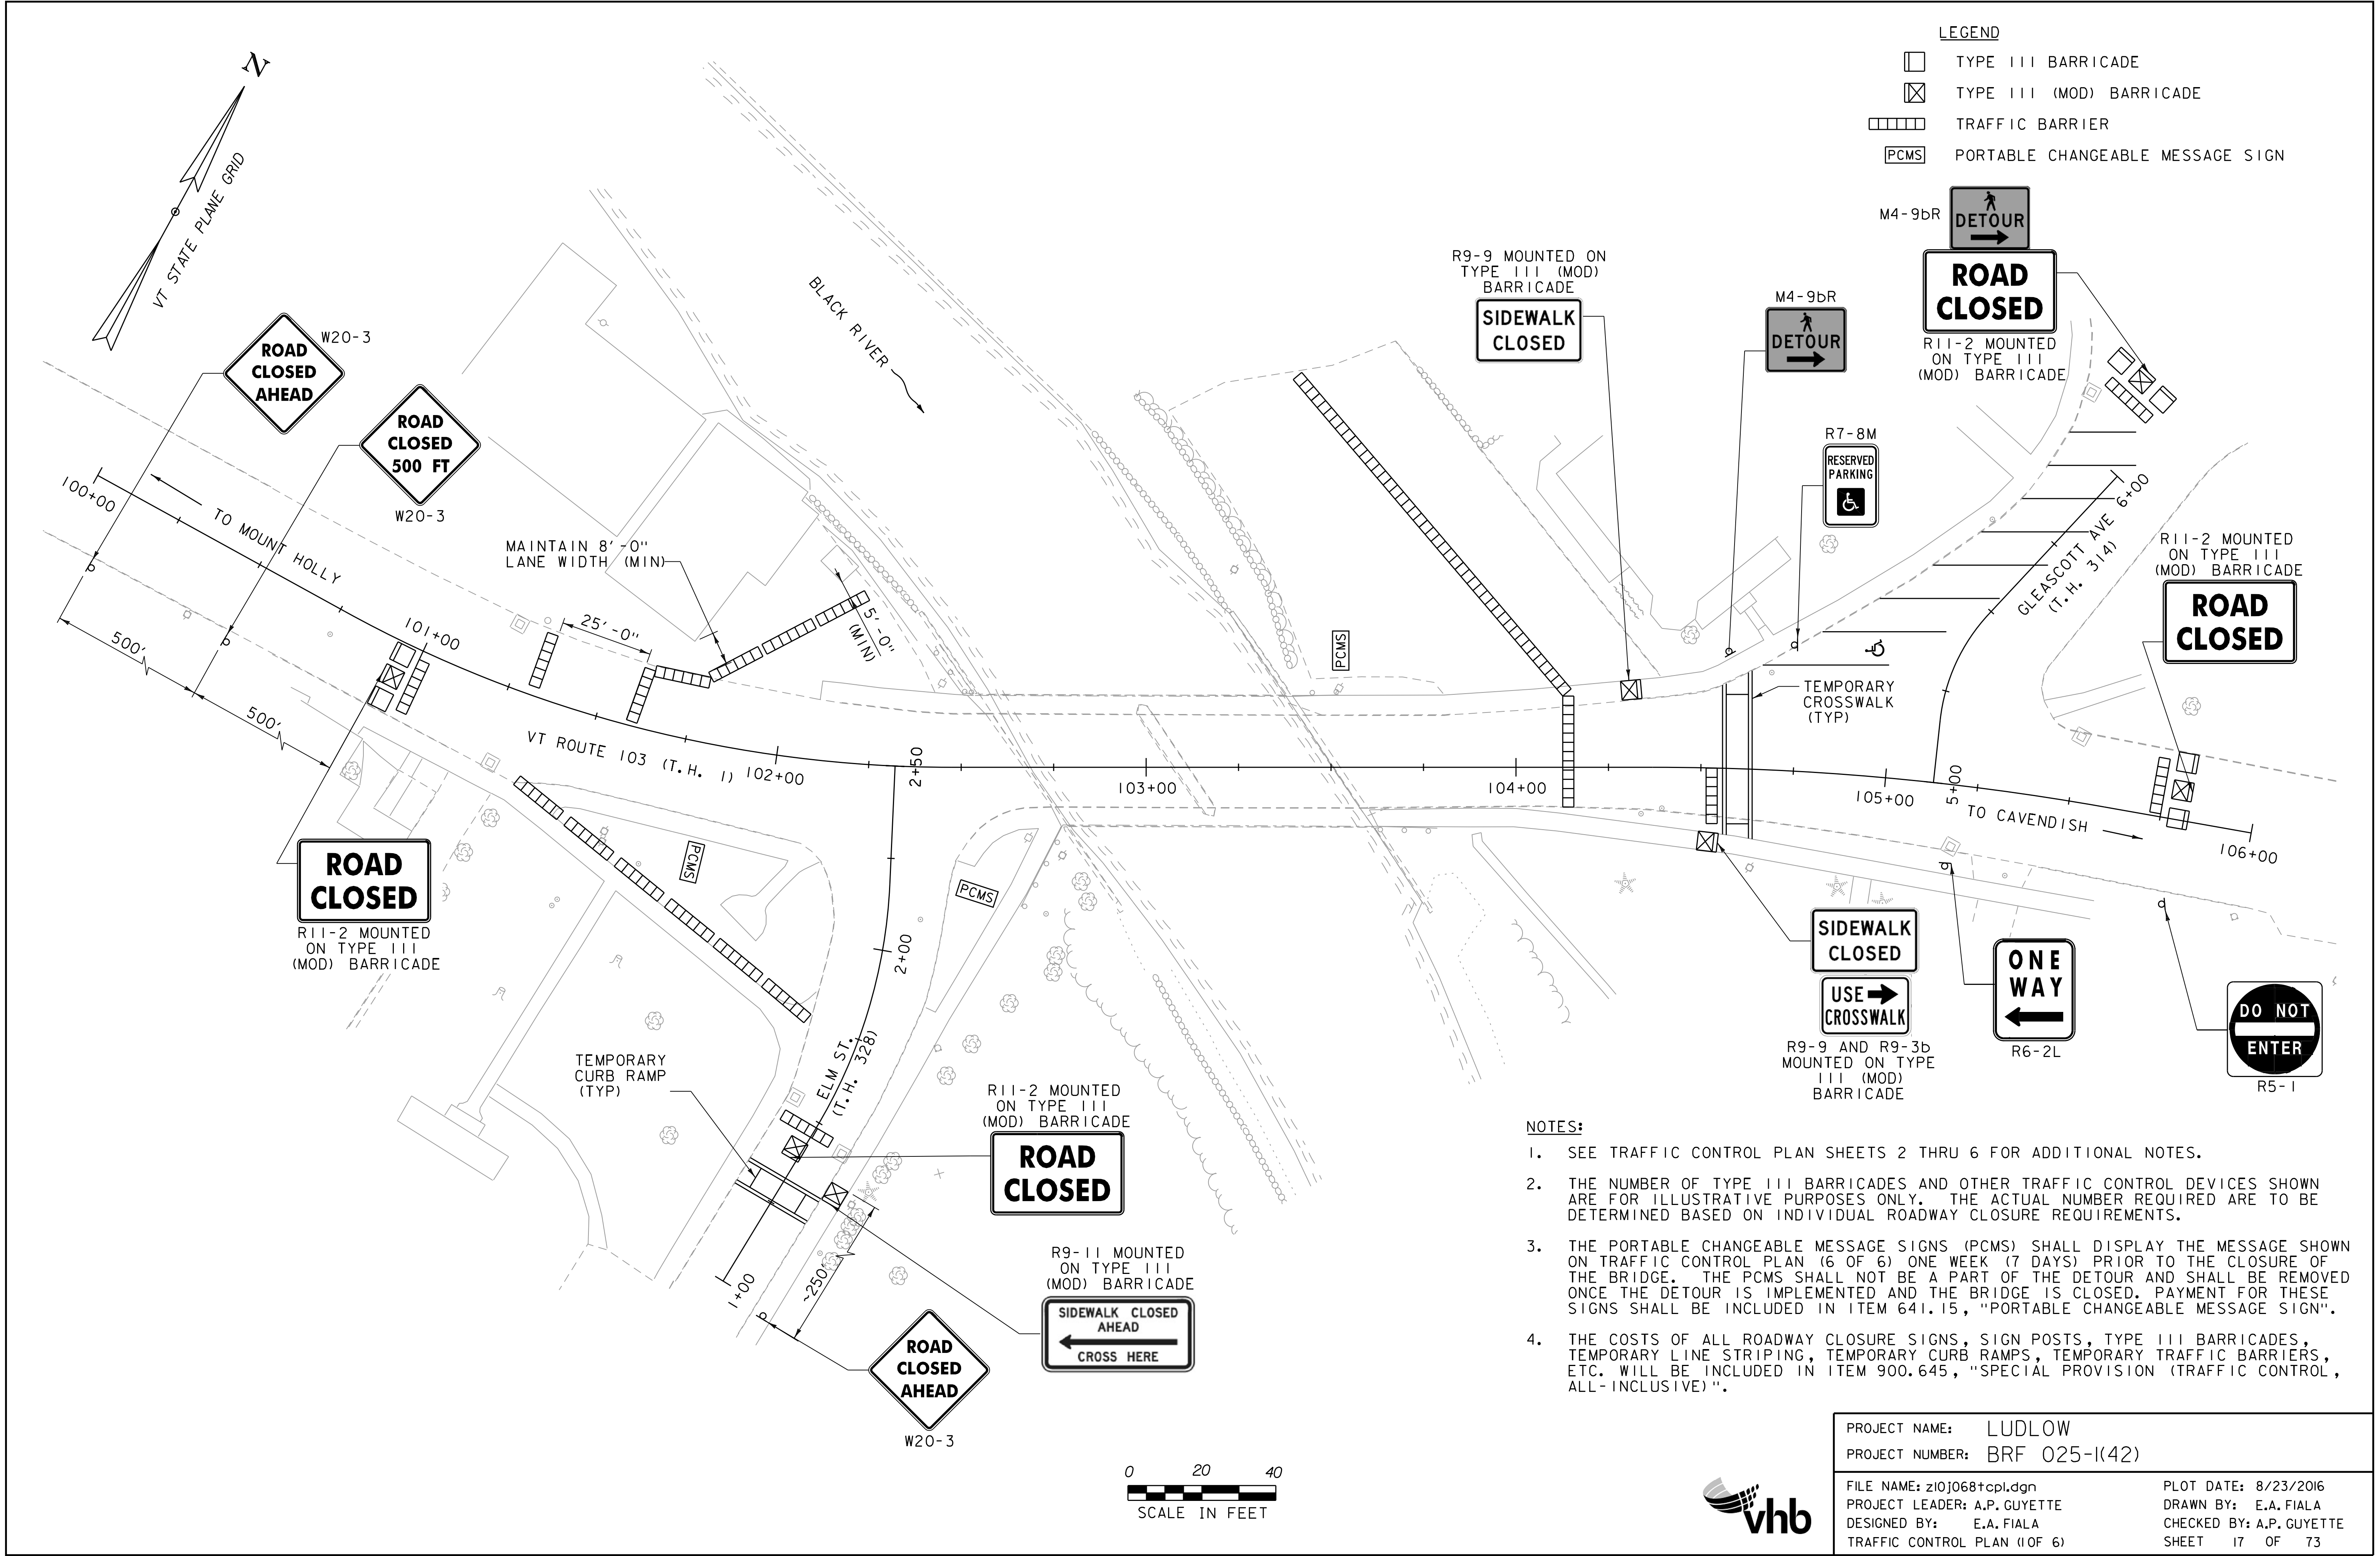 LEGEND
TYPE III BARRICADE
TYPE III (MOD) BARRICADE
TRAFFIC BARRIER
PCMS PORTABLE CHANGEABLE MESSAGE SIGN
N
VT STATE PLANE GRID
ROAD
CLOSED
AHEAD
W20-3
ROAD
CLOSED
500 FT
W20-3
100+00
TO MOUNT HOLLY
500'
500'
101+00
MAINTAIN 8'-0"
LANE WIDTH (MIN)
25'-0"
5'-0"
(MIN)
BLACK RIVER
VT ROUTE 103 (T.H. 1)
102+00
2+50
103+00
104+00
105+00
5+00
106+00
TO CAVENDISH
ROAD
CLOSED
R11-2 MOUNTED
ON TYPE III
(MOD) BARRICADE
PCMS
PCMS
PCMS
2+00
ELM ST.
(T.H. 328)
TEMPORARY
CURB RAMP
(TYP)
1+00
~250'
R11-2 MOUNTED
ON TYPE III
(MOD) BARRICADE
ROAD
CLOSED
R9-11 MOUNTED
ON TYPE III
(MOD) BARRICADE
SIDEWALK CLOSED
AHEAD
CROSS HERE
ROAD
CLOSED
AHEAD
W20-3
R9-9 MOUNTED ON
TYPE III (MOD)
BARRICADE
SIDEWALK
CLOSED
M4-9bR
DETOUR
M4-9bR
DETOUR
ROAD
CLOSED
R11-2 MOUNTED
ON TYPE III
(MOD) BARRICADE
R7-8M
RESERVED
PARKING
GLEASCOTT AVE
(T.H. 314)
6+00
R11-2 MOUNTED
ON TYPE III
(MOD) BARRICADE
ROAD
CLOSED
TEMPORARY
CROSSWALK
(TYP)
SIDEWALK
CLOSED
USE
CROSSWALK
R9-9 AND R9-3b
MOUNTED ON TYPE
III (MOD)
BARRICADE
ONE
WAY
R6-2L
DO NOT
ENTER
R5-1
NOTES:
1. SEE TRAFFIC CONTROL PLAN SHEETS 2 THRU 6 FOR ADDITIONAL NOTES.
2. THE NUMBER OF TYPE III BARRICADES AND OTHER TRAFFIC CONTROL DEVICES SHOWN
ARE FOR ILLUSTRATIVE PURPOSES ONLY. THE ACTUAL NUMBER REQUIRED ARE TO BE
DETERMINED BASED ON INDIVIDUAL ROADWAY CLOSURE REQUIREMENTS.
3. THE PORTABLE CHANGEABLE MESSAGE SIGNS (PCMS) SHALL DISPLAY THE MESSAGE SHOWN
ON TRAFFIC CONTROL PLAN (6 OF 6) ONE WEEK (7 DAYS) PRIOR TO THE CLOSURE OF
THE BRIDGE. THE PCMS SHALL NOT BE A PART OF THE DETOUR AND SHALL BE REMOVED
ONCE THE DETOUR IS IMPLEMENTED AND THE BRIDGE IS CLOSED. PAYMENT FOR THESE
SIGNS SHALL BE INCLUDED IN ITEM 641.15, "PORTABLE CHANGEABLE MESSAGE SIGN".
4. THE COSTS OF ALL ROADWAY CLOSURE SIGNS, SIGN POSTS, TYPE III BARRICADES,
TEMPORARY LINE STRIPING, TEMPORARY CURB RAMPS, TEMPORARY TRAFFIC BARRIERS,
ETC. WILL BE INCLUDED IN ITEM 900.645, "SPECIAL PROVISION (TRAFFIC CONTROL,
ALL-INCLUSIVE)".
0 20 40
SCALE IN FEET
vhb
PROJECT NAME: LUDLOW
PROJECT NUMBER: BRF 025-1(42)
FILE NAME: z10j068tcp1.dgn PLOT DATE: 8/23/2016
PROJECT LEADER: A.P. GUYETTE DRAWN BY: E.A. FIALA
DESIGNED BY: E.A. FIALA CHECKED BY: A.P. GUYETTE
TRAFFIC CONTROL PLAN (1 OF 6) SHEET 17 OF 73